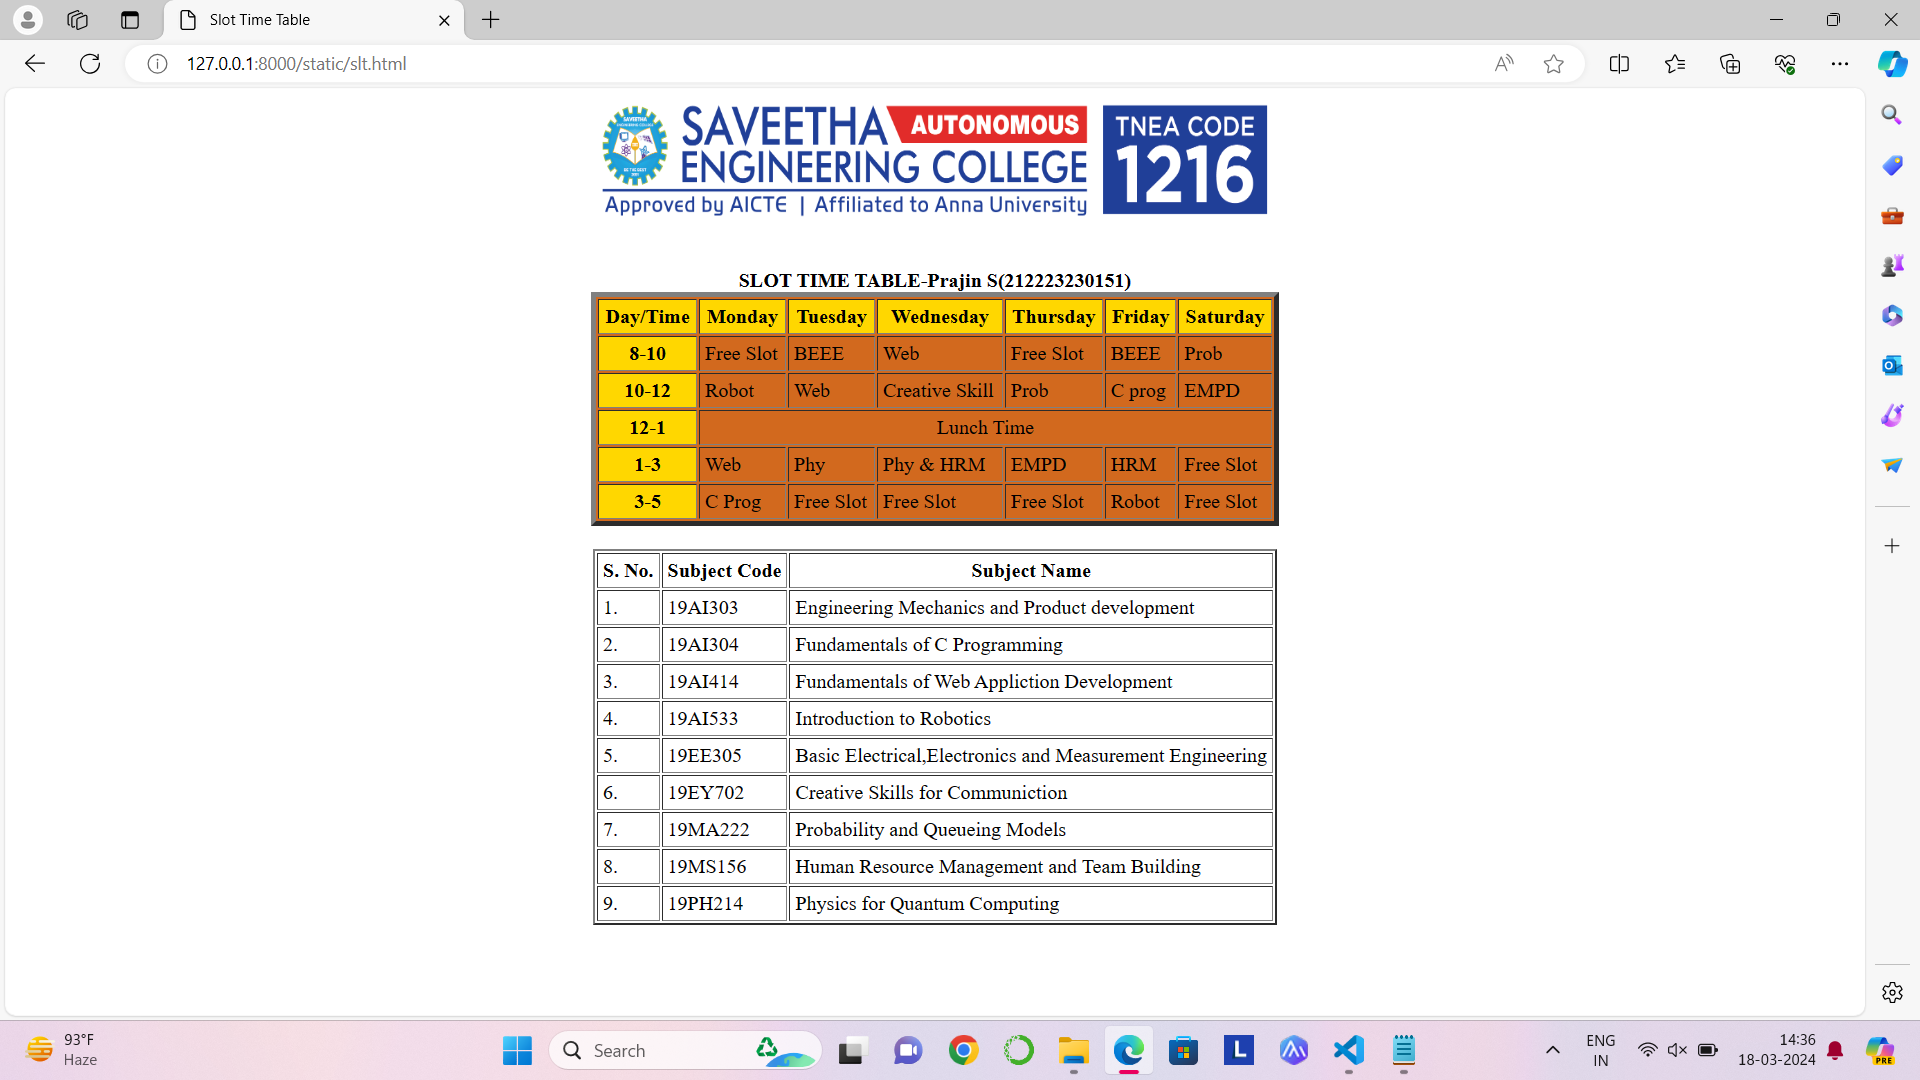 Slot Time Table
127.0.0.1:8000/static/slt.html
SAVEETHA AUTONOMOUS
ENGINEERING COLLEGE
Approved by AICTE | Affiliated to Anna University
TNEA CODE
1216
SAVEETHA
SLOT TIME TABLE-Prajin S(212223230151)
Day/Time Monday Tuesday Wednesday Thursday Friday Saturday
8-10 Free Slot BEEE Web Free Slot BEEE Prob
10-12 Robot Web Creative Skill Prob C prog EMPD
12-1 Lunch Time
1-3 Web Phy Phy & HRM EMPD HRM Free Slot
3-5 C Prog Free Slot Free Slot Free Slot Robot Free Slot
S. No. Subject Code Subject Name
1. 19AI303 Engineering Mechanics and Product development
2. 19AI304 Fundamentals of C Programming
3. 19AI414 Fundamentals of Web Appliction Development
4. 19AI533 Introduction to Robotics
5. 19EE305 Basic Electrical,Electronics and Measurement Engineering
6. 19EY702 Creative Skills for Communiction
7. 19MA222 Probability and Queueing Models
8. 19MS156 Human Resource Management and Team Building
9. 19PH214 Physics for Quantum Computing
93°F
Haze
Search
L
ENG
IN
14:36
18-03-2024
PRE